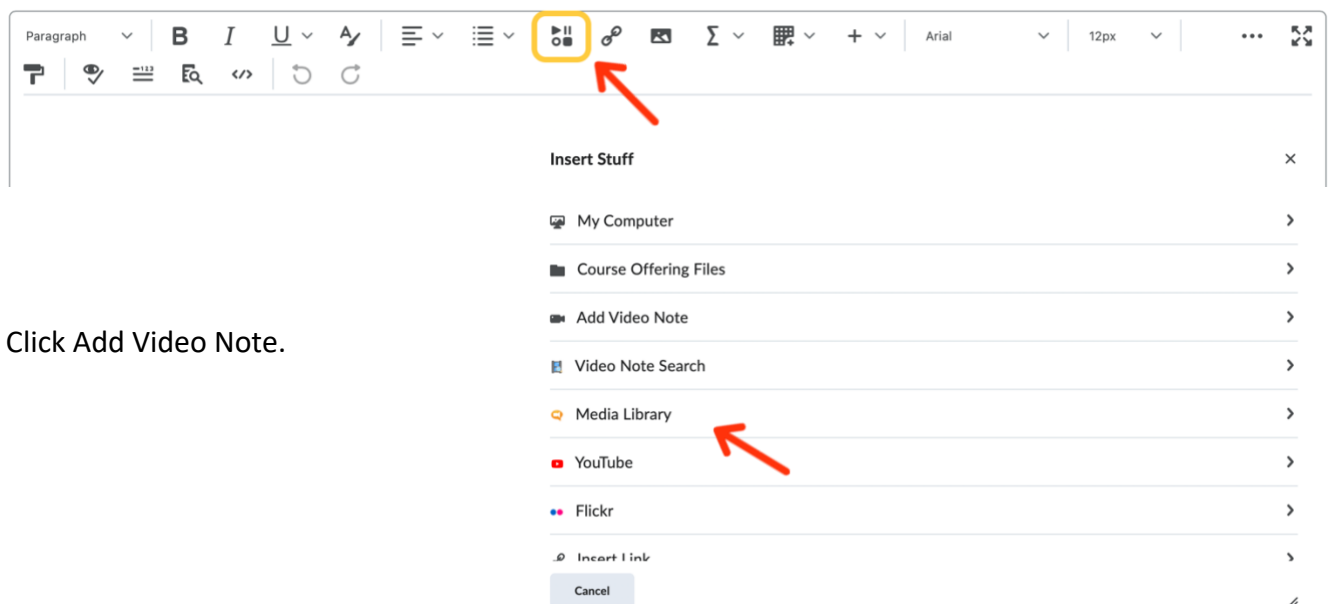 Paragraph B I U A Σ + Arial 12px ...
</>
Insert Stuff
My Computer
Course Offering Files
Add Video Note
Click Add Video Note.
Video Note Search
Media Library
YouTube
Flickr
Insert Link
Cancel